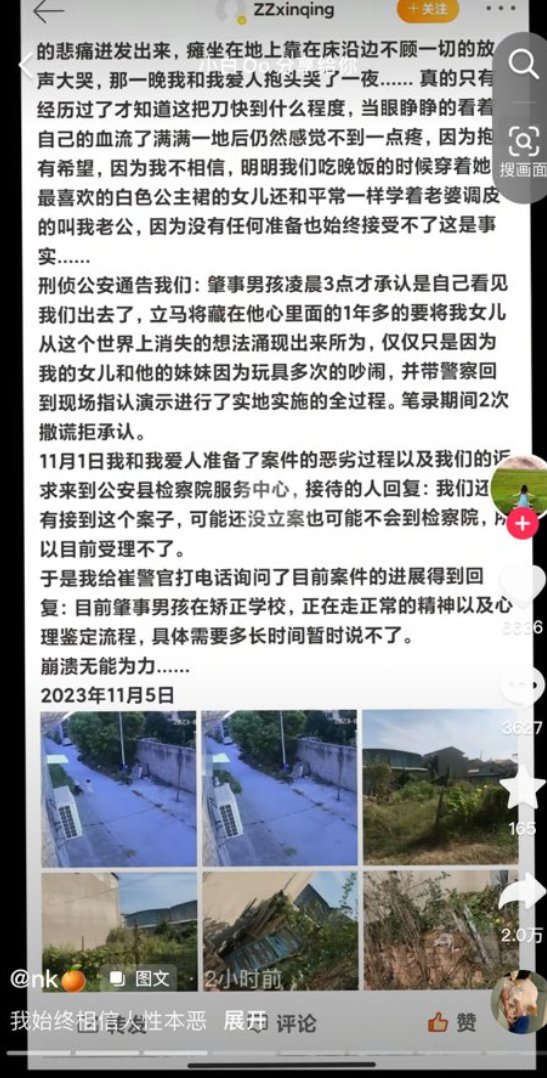 ZZxinqing
+关注
小白Oo 分享给你
的悲痛迸发出来，瘫坐在地上靠在床沿边不顾一切的放
声大哭，那一晚我和我爱人抱头哭了一夜...... 真的只有
经历过了才知道这把刀快到什么程度，当眼睁睁的看着
自己的血流了满满一地后仍然感觉不到一点疼，因为抱
有希望，因为我不相信，明明我们吃晚饭的时候穿着她
最喜欢的白色公主裙的女儿还和平常一样学着老婆调皮
的叫我老公，因为没有任何准备也始终接受不了这是事
实......
搜画面
刑侦公安通告我们：肇事男孩凌晨3点才承认是自己看见
我们出去了，立马将藏在他心里面的1年多的要将我女儿
从这个世界上消失的想法涌现出来所为，仅仅只是因为
我的女儿和他的妹妹因为玩具多次的吵闹，并带警察回
到现场指认演示进行了实地实施的全过程。笔录期间2次
撒谎拒承认。
11月1日我和我爱人准备了案件的恶劣过程以及我们的诉
求来到公安县检察院服务中心，接待的人回复：我们还
有接到这个案子，可能还没立案也可能不会到检察院，所
以目前受理不了。
于是我给崔警官打电话询问了目前案件的进展得到回
复：目前肇事男孩在矫正学校，正在走正常的精神以及心
理鉴定流程，具体需要多长时间暂时说不了。
崩溃无能为力......
2023年11月5日
6636
3627
165
2.0万
@nk
图文
2小时前
我始终相信人性本恶 展开
转发
评论
赞